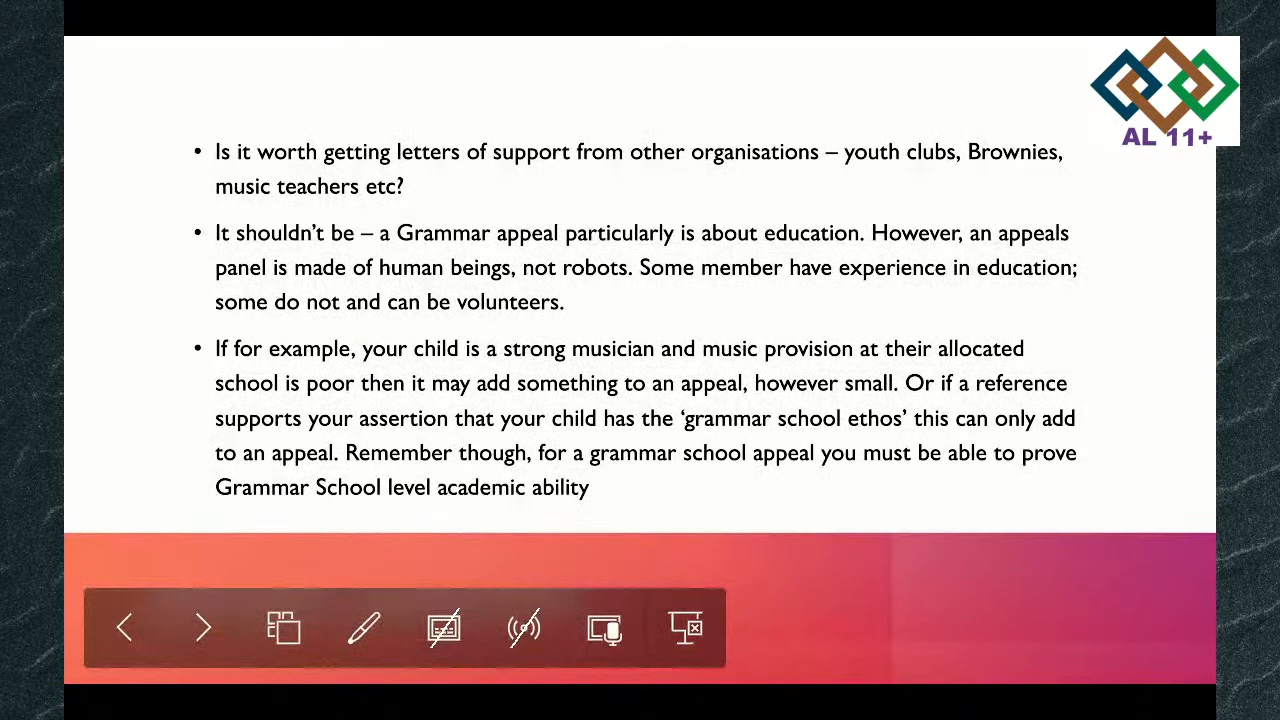 AL 11+
• Is it worth getting letters of support from other organisations – youth clubs, Brownies,
music teachers etc?
• It shouldn’t be – a Grammar appeal particularly is about education. However, an appeals
panel is made of human beings, not robots. Some member have experience in education;
some do not and can be volunteers.
• If for example, your child is a strong musician and music provision at their allocated
school is poor then it may add something to an appeal, however small. Or if a reference
supports your assertion that your child has the ‘grammar school ethos’ this can only add
to an appeal. Remember though, for a grammar school appeal you must be able to prove
Grammar School level academic ability